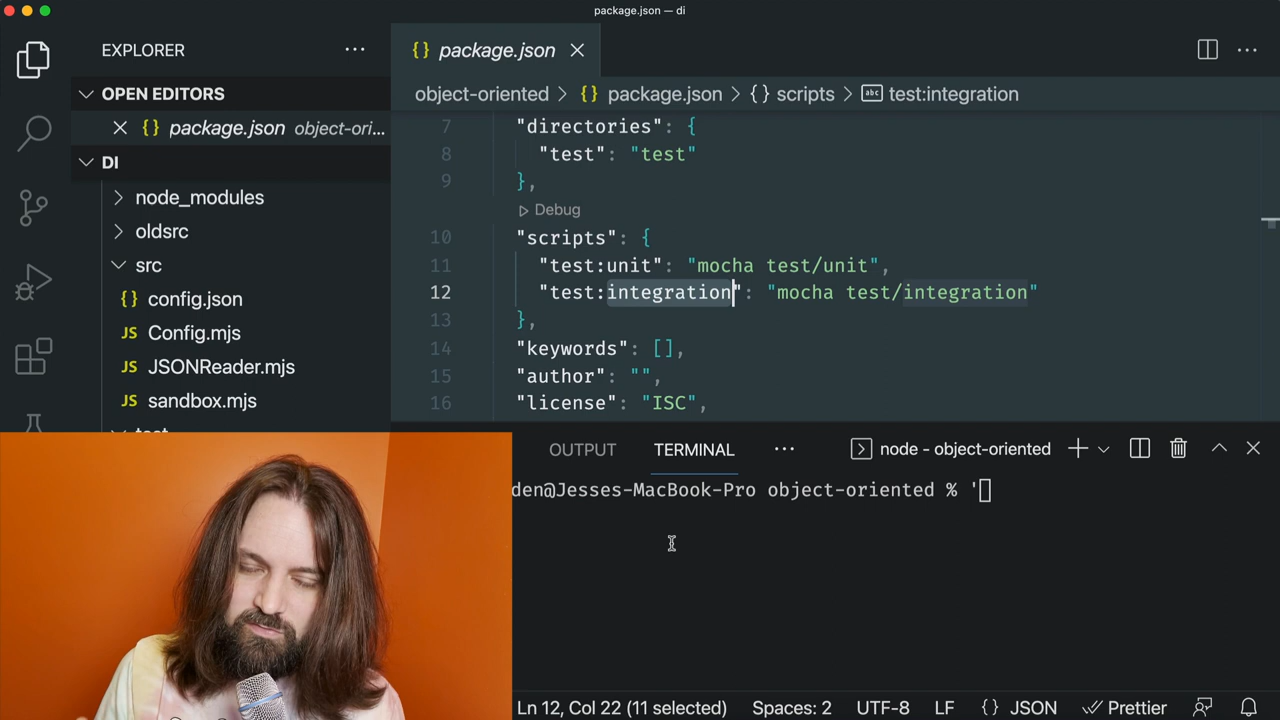 package.json — di
EXPLORER
package.json
object-oriented > {} package.json > {} scripts > abc test:integration
OPEN EDITORS
{} package.json object-ori...
DI
node_modules
oldsrc
src
{} config.json
JS Config.mjs
JS JSONReader.mjs
JS sandbox.mjs
7 "directories": {
8 "test": "test"
9 },
Debug
10 "scripts": {
11 "test:unit": "mocha test/unit",
12 "test:integration": "mocha test/integration"
13 },
14 "keywords": [],
15 "author": "",
16 "license": "ISC",
OUTPUT TERMINAL ··· node - object-oriented
den@Jesses-MacBook-Pro object-oriented % '
Ln 12, Col 22 (11 selected) Spaces: 2 UTF-8 LF {} JSON Prettier